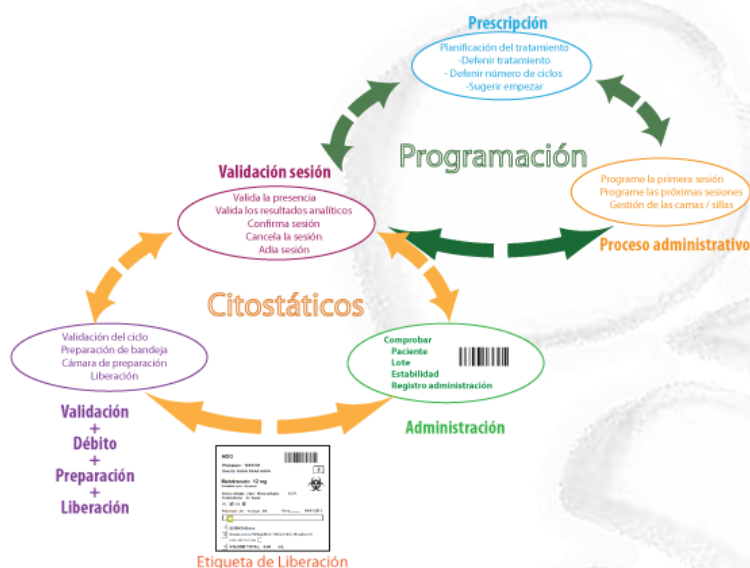 Prescripción
Planificación del tratamiento
-Defenir tratamiento
- Defenir número de ciclos
-Sugerir empezar
Programación
Validación sesión
Valida la presencia
Valida los resultados analíticos
Confirma sesión
Cancela la sesión
Adia sesión
Programe la primera sesión
Programe las próximas sesiones
Gestión de las camas / sillas
Proceso administrativo
Citostáticos
Validación del ciclo
Preparación de bandeja
Cámara de preparación
Liberación
Validación
+
Débito
+
Preparación
+
Liberación
Comprobar
Paciente
Lote
Estabilidad
Registro administración
Administración
12 mg
Etiqueta de Liberación